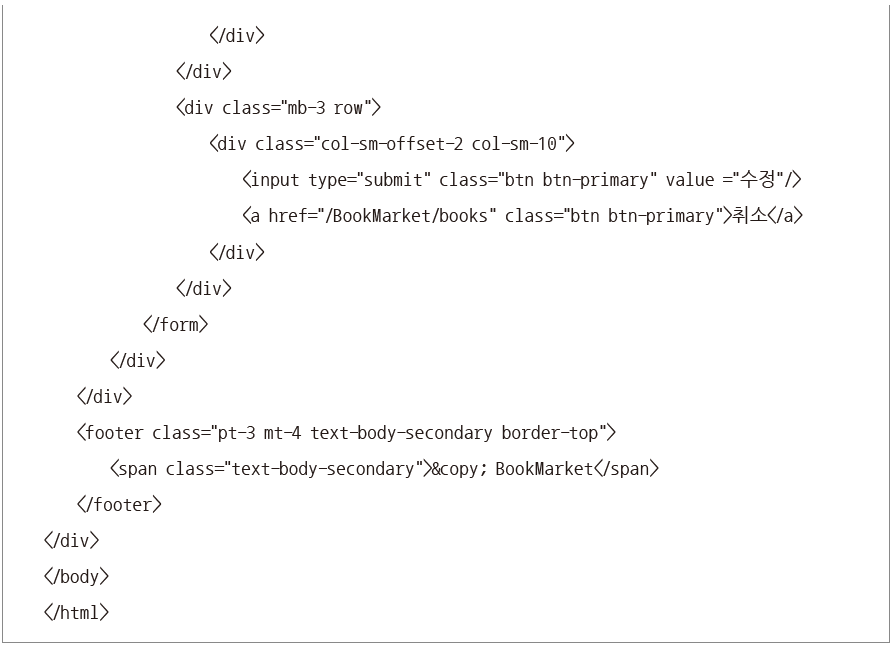 </div>
</div>
<div class="mb-3 row">
<div class="col-sm-offset-2 col-sm-10">
<input type="submit" class="btn btn-primary" value ="수정"/>
<a href="/BookMarket/books" class="btn btn-primary">취소</a>
</div>
</div>
</form>
</div>
</div>
<footer class="pt-3 mt-4 text-body-secondary border-top">
<span class="text-body-secondary">&copy; BookMarket</span>
</footer>
</div>
</body>
</html>